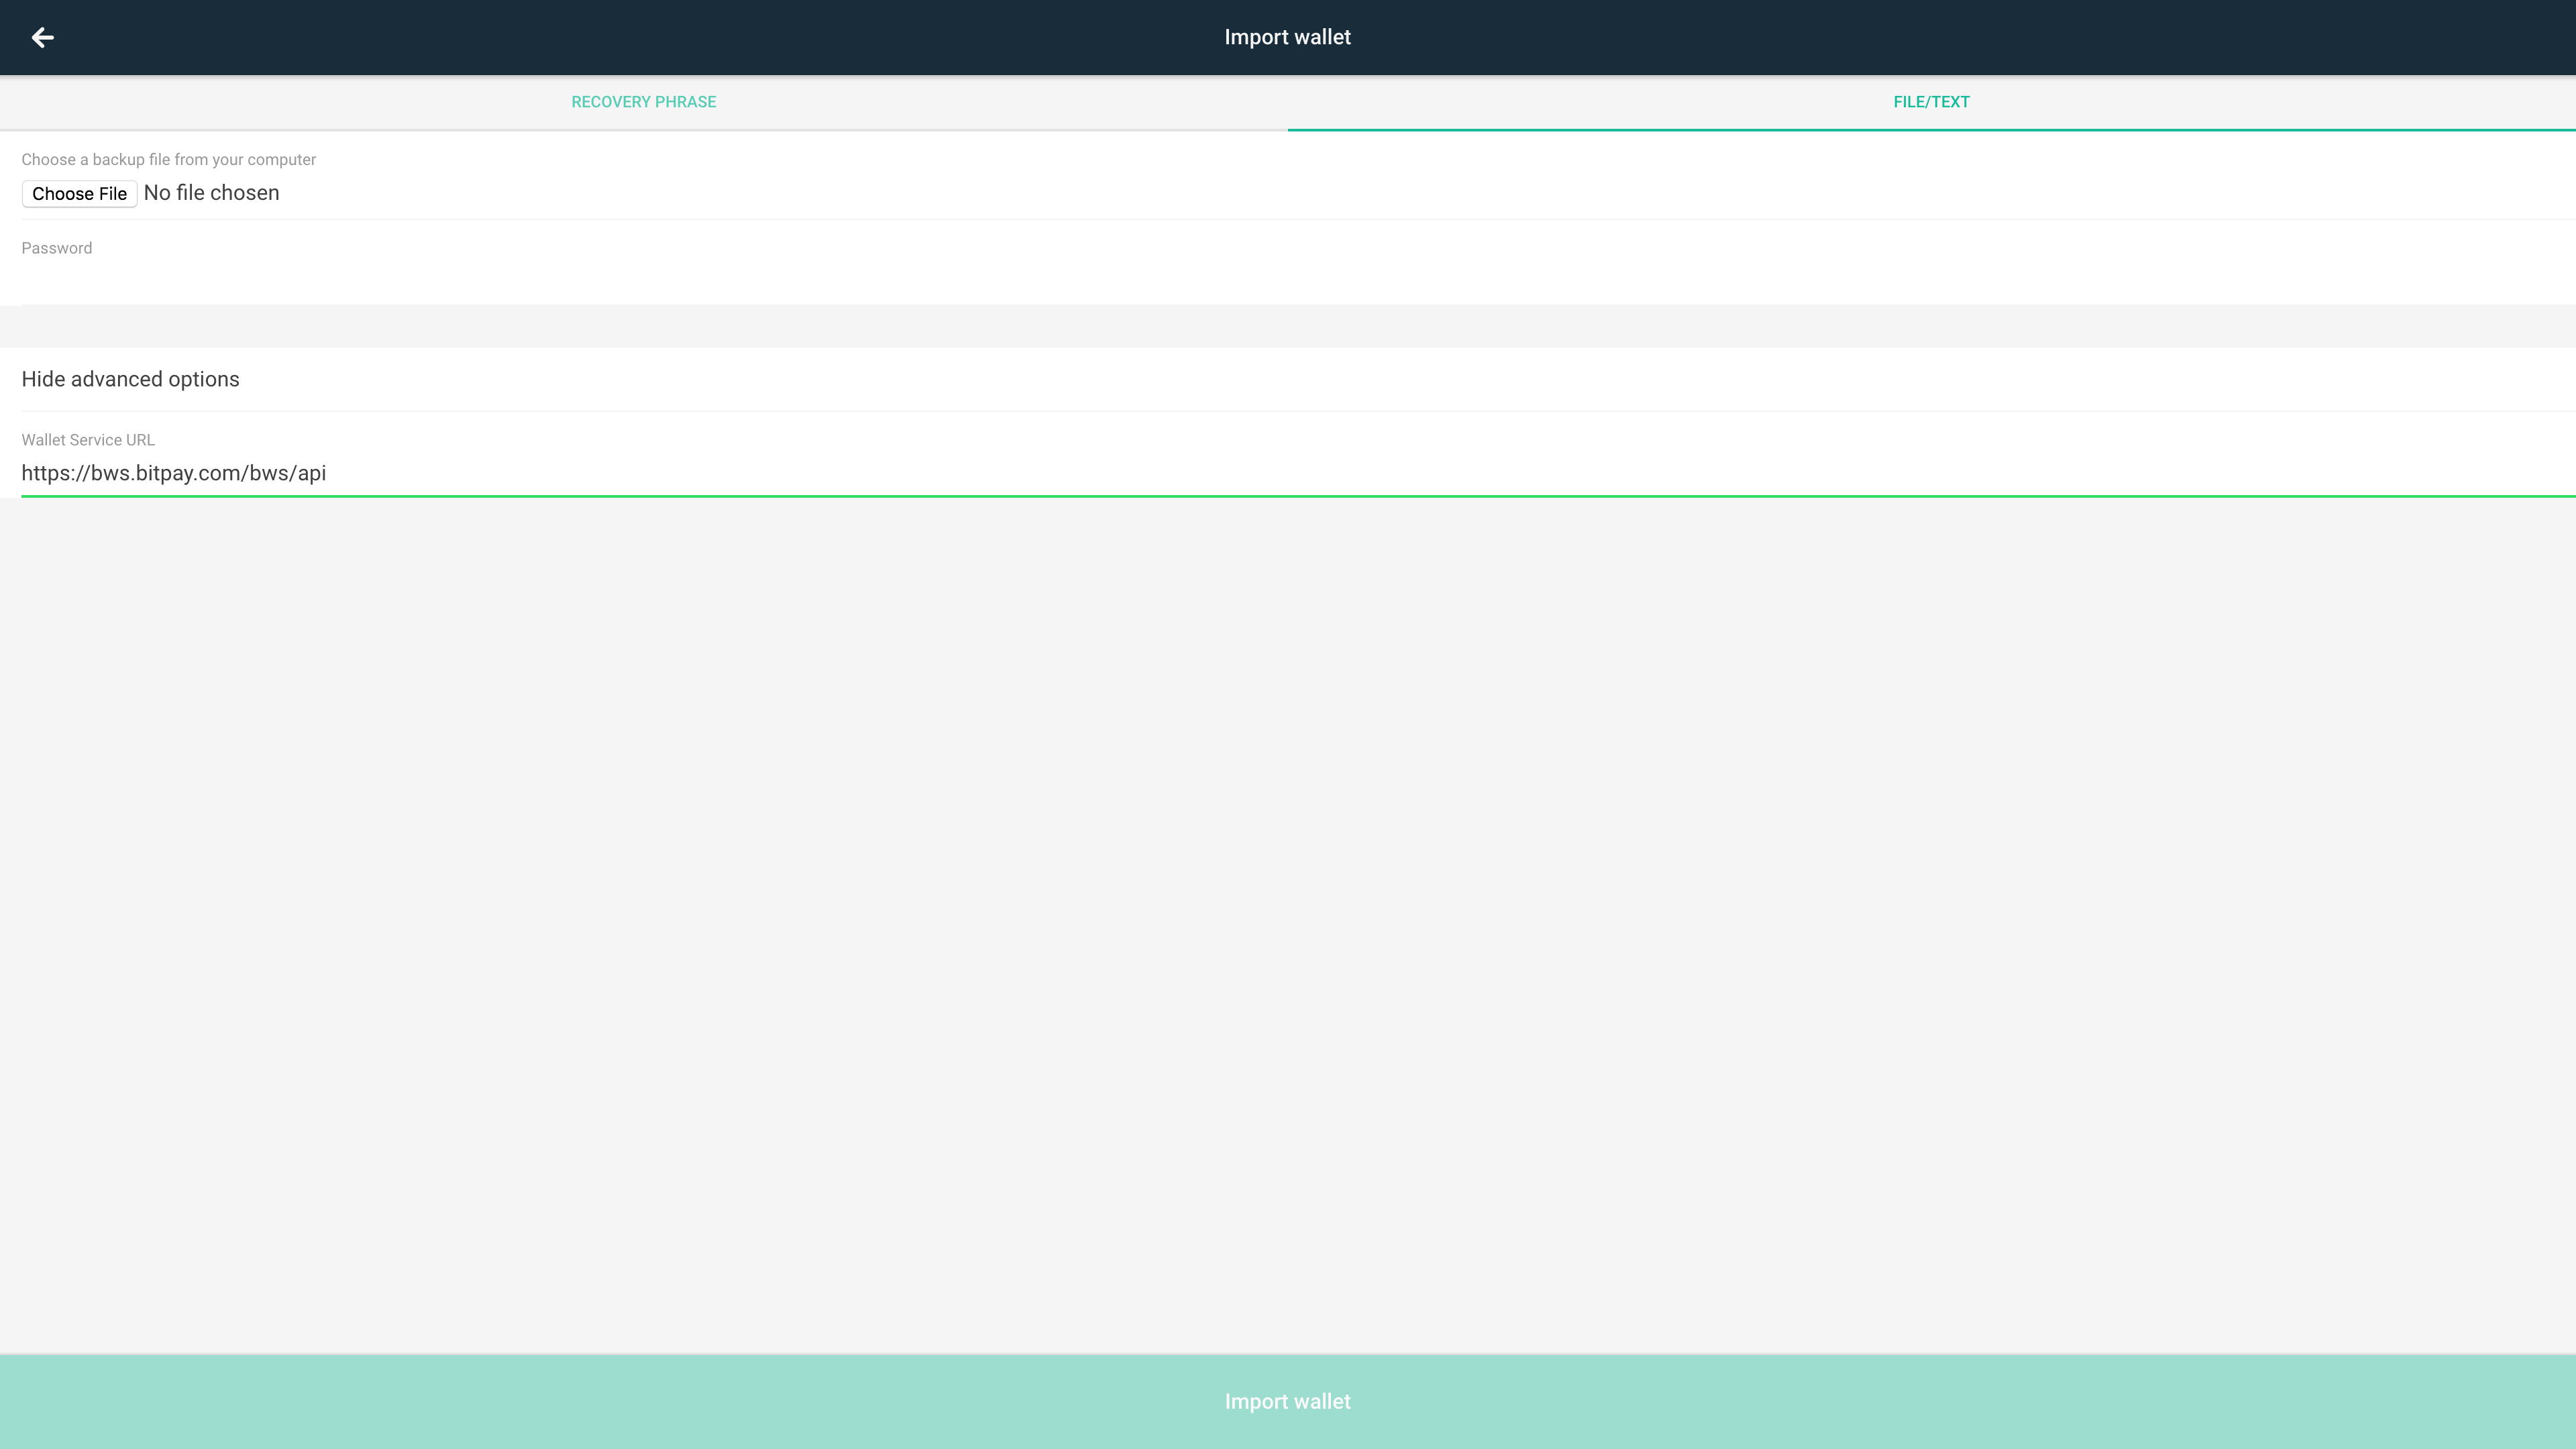 Import wallet
RECOVERY PHRASE
FILE/TEXT
Choose a backup file from your computer
Choose File No file chosen
Password
Hide advanced options
Wallet Service URL
https://bws.bitpay.com/bws/api
Import wallet